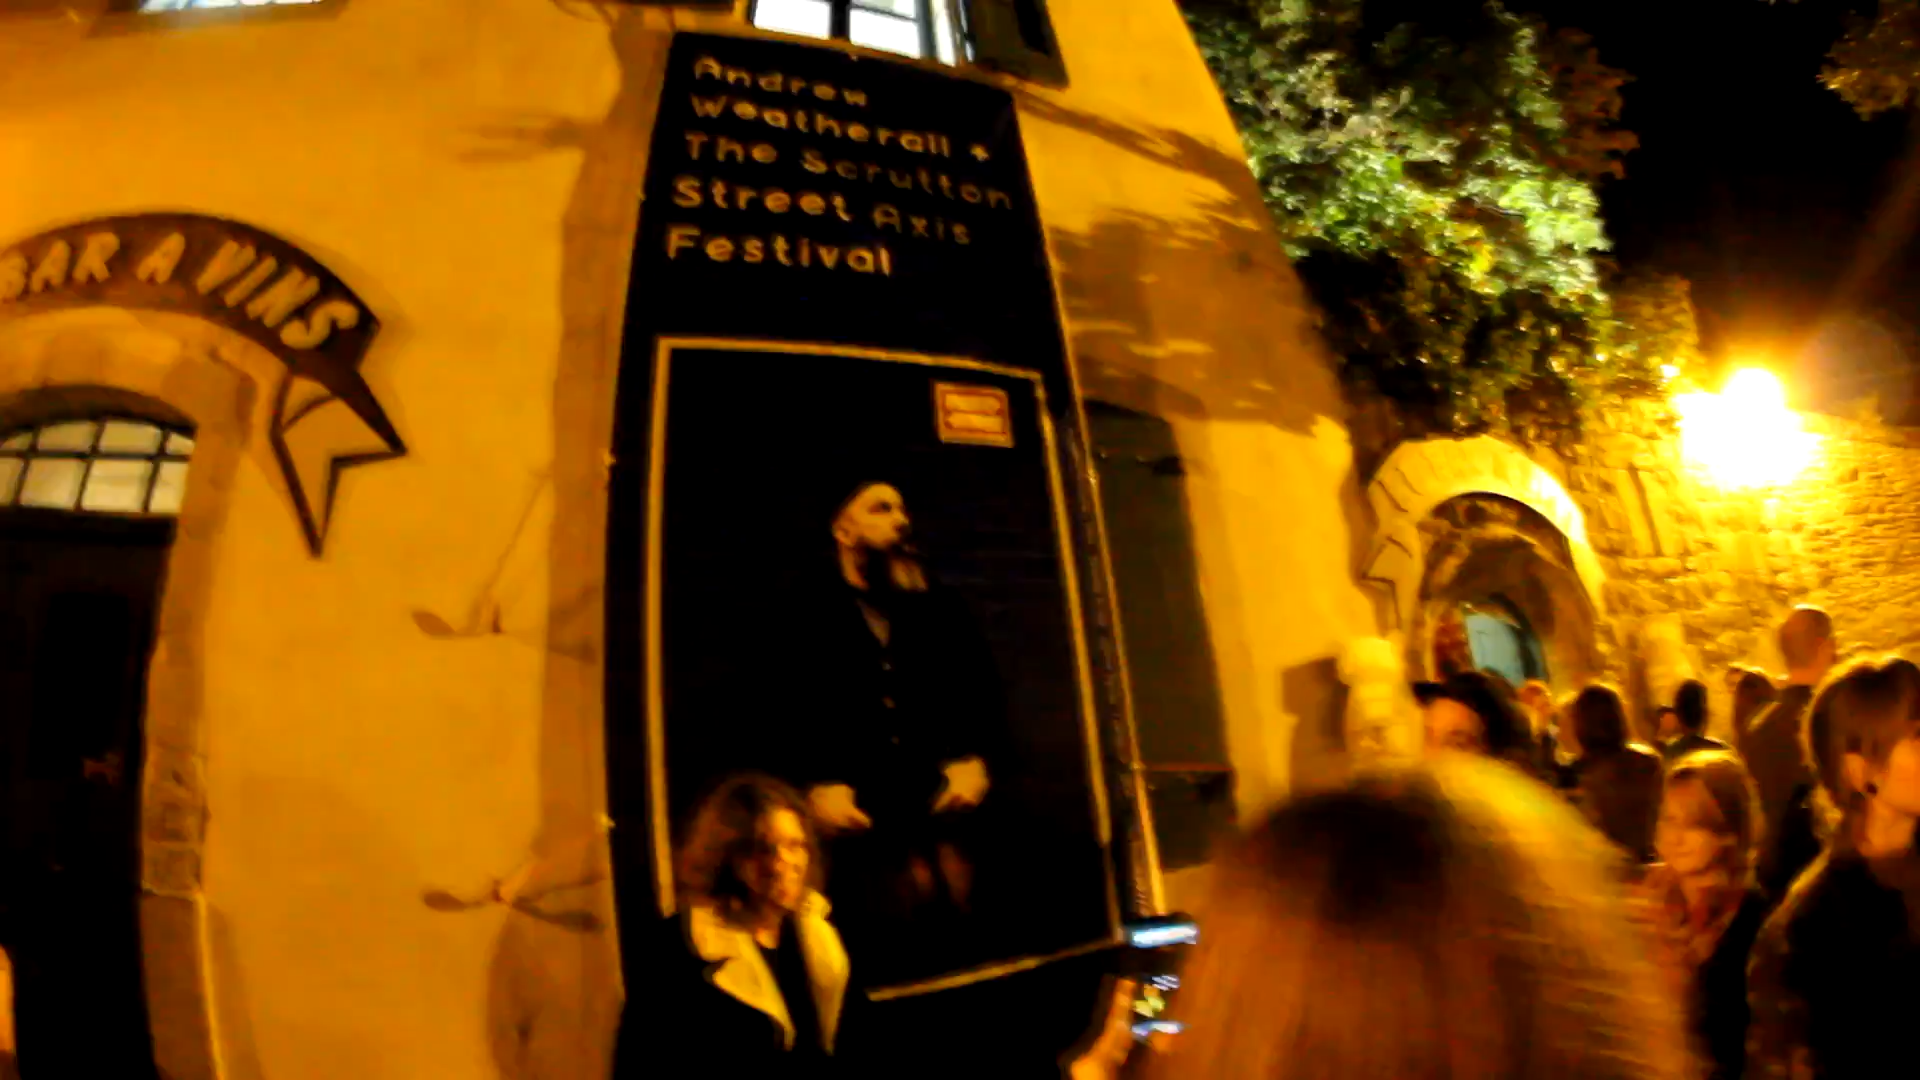 BAR A VINS
Andrew
Weatherall +
The Scrutton
Street Axis
Festival